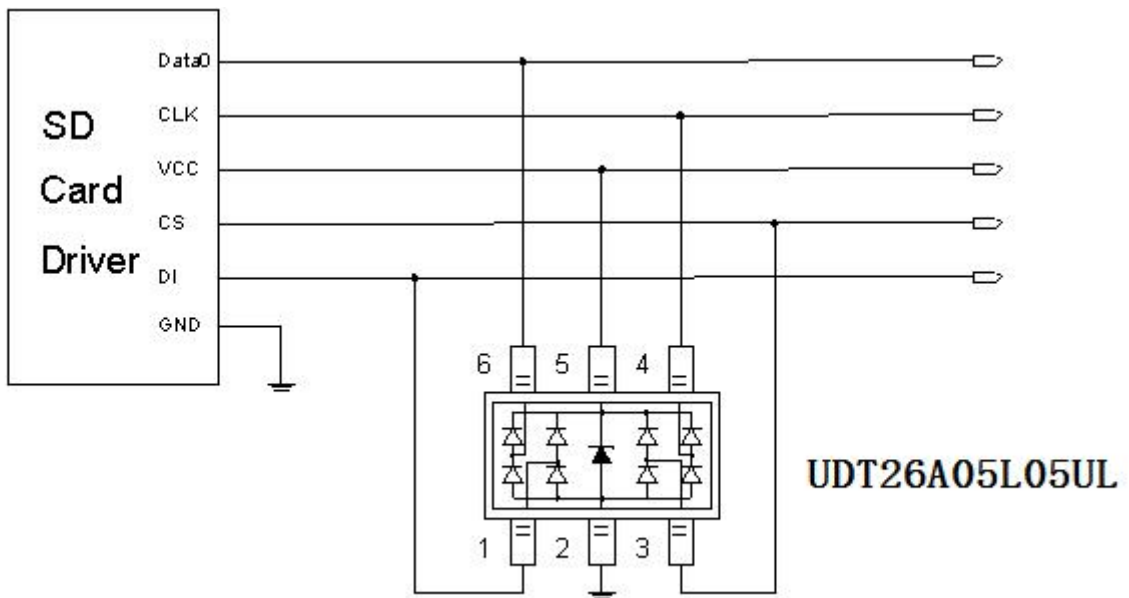 Data0
CLK
SD
VCC
Card
CS
Driver
DI
GND
6 5 4
UDT26A05L05UL
1 2 3